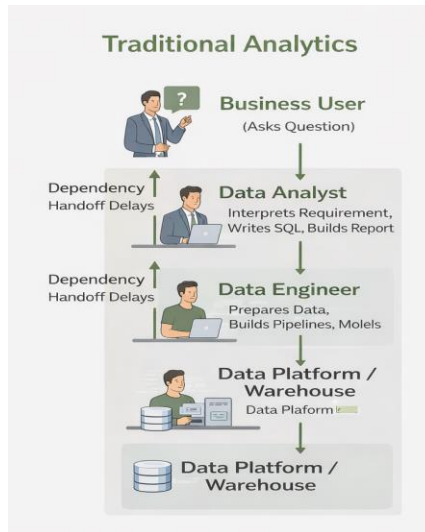 Traditional Analytics
?
Business User
(Asks Question)
Dependency
Handoff Delays
Data Analyst
Interprets Requirement,
Writes SQL, Builds Report
Dependency
Handoff Delays
Data Engineer
Prepares Data,
Builds Pipelines, Molels
Data Platform /
Warehouse
Data Plaform
Data Platform /
Warehouse